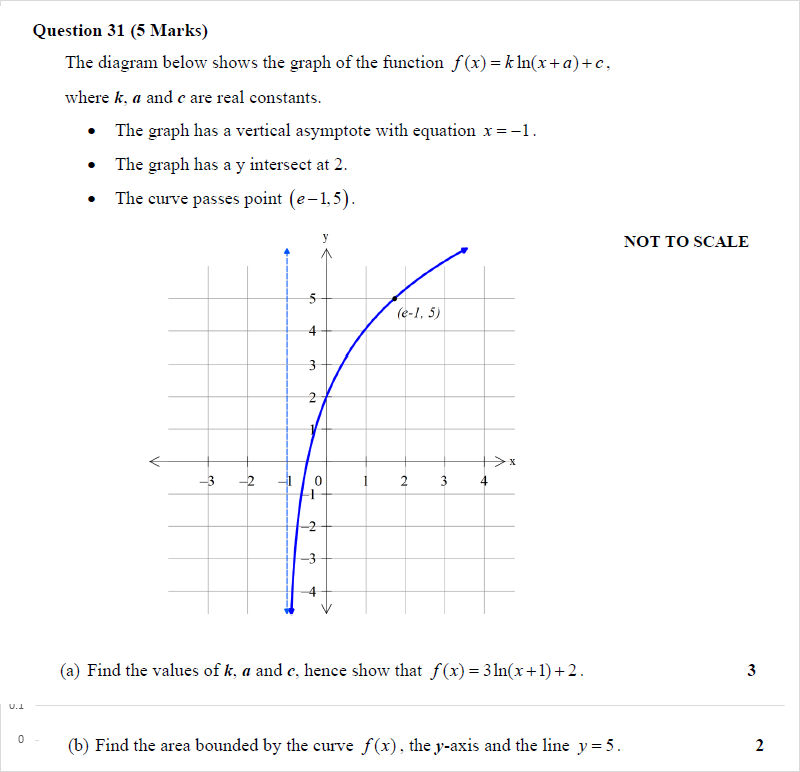 Question 31 (5 Marks)
The diagram below shows the graph of the function f(x) = k ln(x + a) + c,
where k, a and c are real constants.
• The graph has a vertical asymptote with equation x = −1.
• The graph has a y intersect at 2.
• The curve passes point (e − 1, 5).
NOT TO SCALE
y
5
(e-1, 5)
4
3
2
1
x
−3 −2 −1 0 1 2 3 4
−1
−2
−3
−4
(a) Find the values of k, a and c, hence show that f(x) = 3 ln(x + 1) + 2. 3
0.1
0
(b) Find the area bounded by the curve f(x), the y-axis and the line y = 5. 2